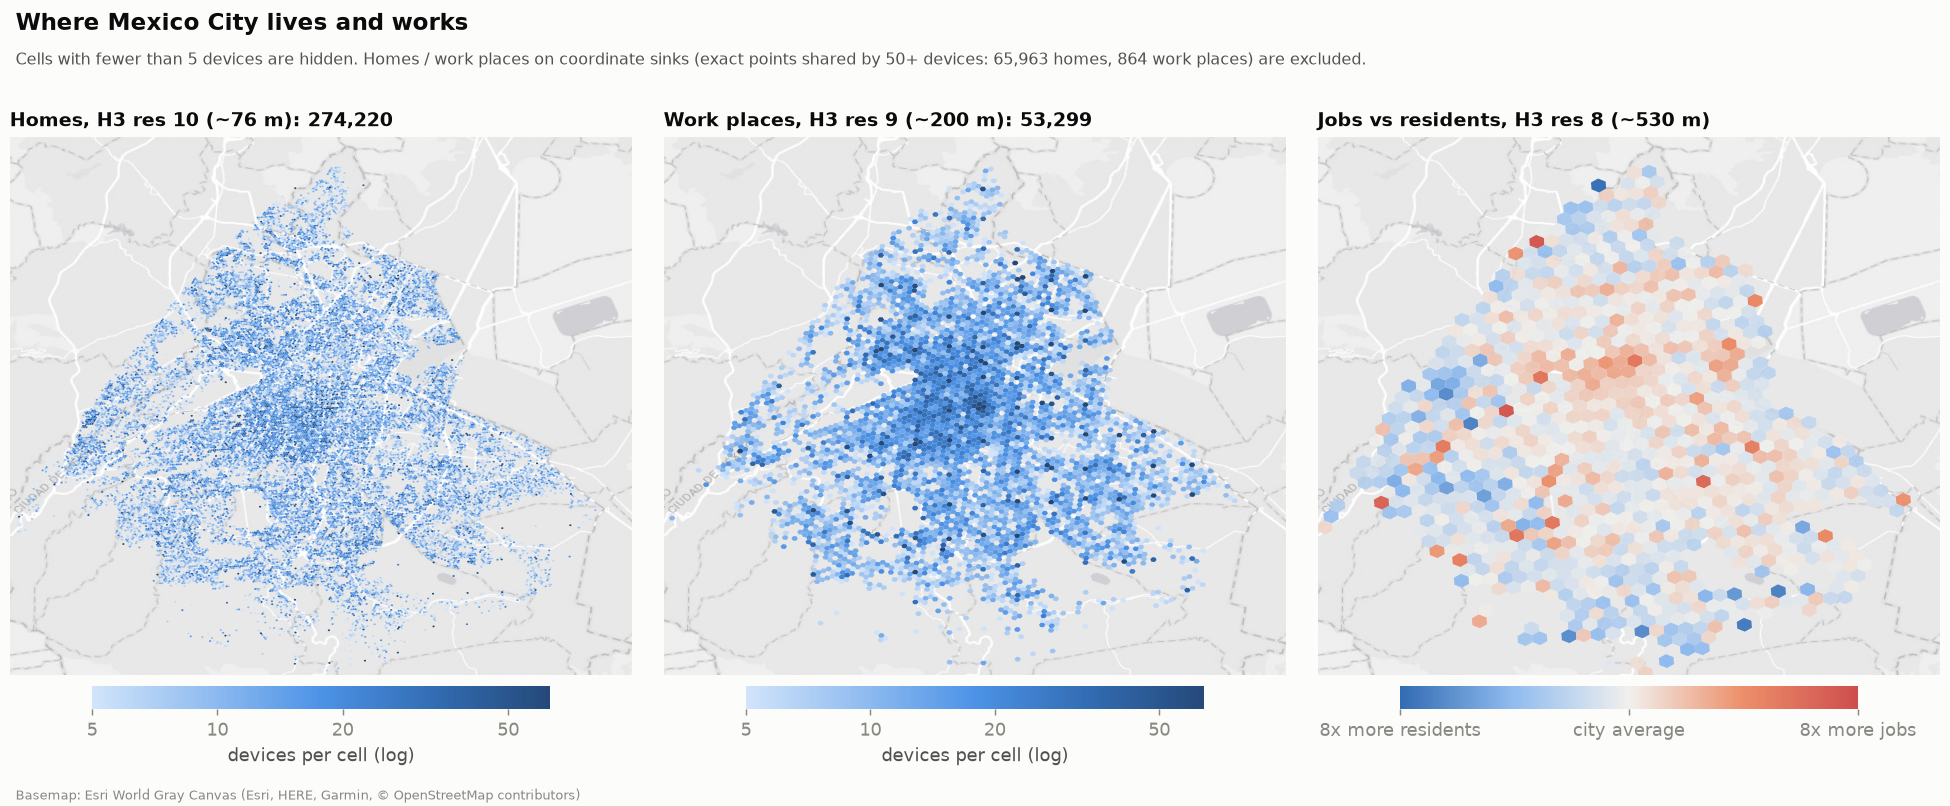 Where Mexico City lives and works
Cells with fewer than 5 devices are hidden. Homes / work places on coordinate sinks (exact points shared by 50+ devices: 65,963 homes, 864 work places) are excluded.
Homes, H3 res 10 (~76 m): 274,220
Work places, H3 res 9 (~200 m): 53,299
Jobs vs residents, H3 res 8 (~530 m)
CIUDAD
CIUDAD DE
CIUDAD
5 10 20 50
devices per cell (log)
5 10 20 50
devices per cell (log)
8x more residents city average 8x more jobs
Basemap: Esri World Gray Canvas (Esri, HERE, Garmin, © OpenStreetMap contributors)